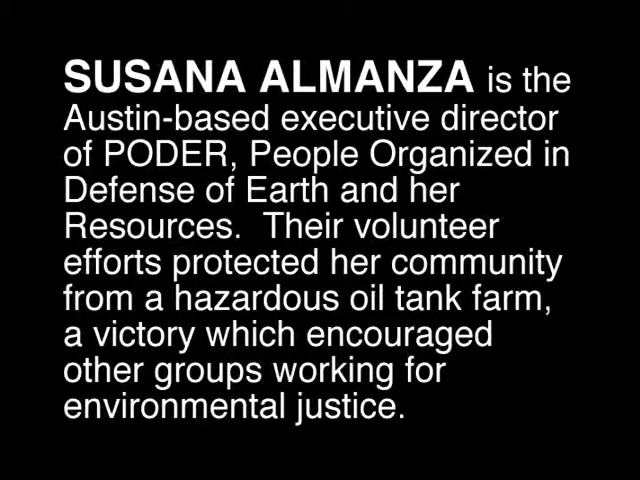 SUSANA ALMANZA is the
Austin-based executive director
of PODER, People Organized in
Defense of Earth and her
Resources.  Their volunteer
efforts protected her community
from a hazardous oil tank farm,
a victory which encouraged
other groups working for
environmental justice.